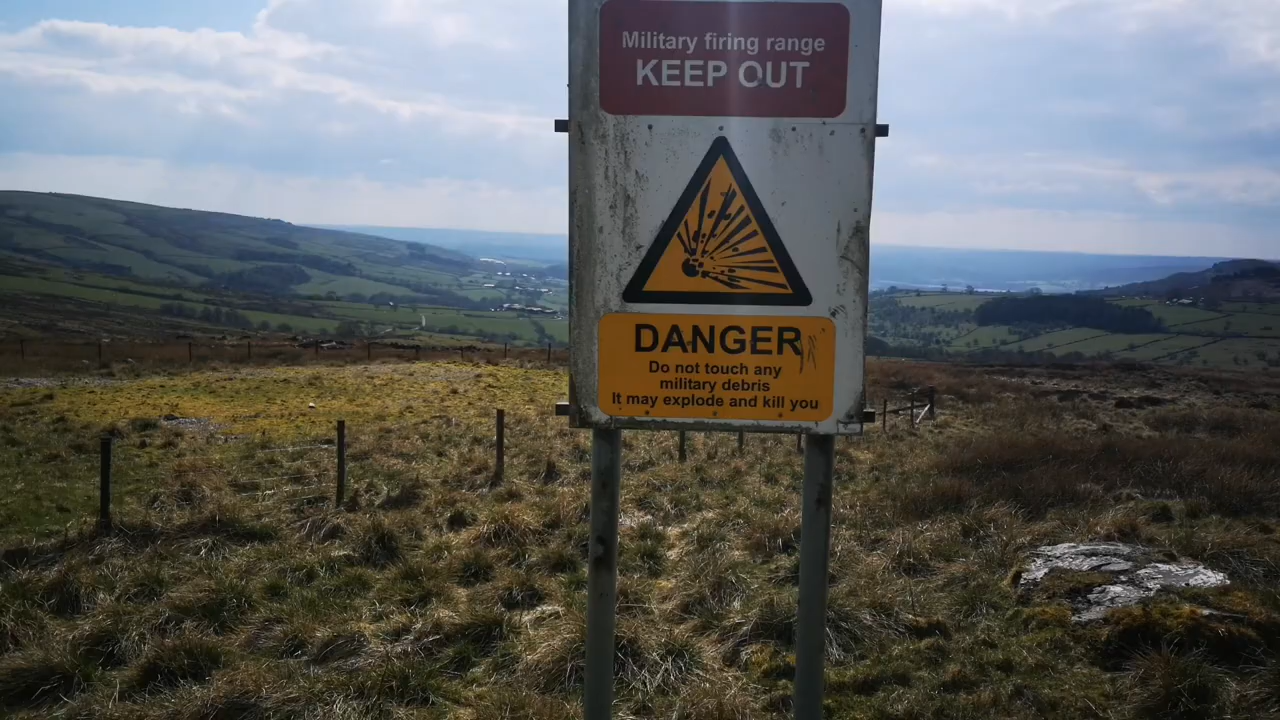 Military firing range
KEEP OUT
DANGER
Do not touch any
military debris
It may explode and kill you